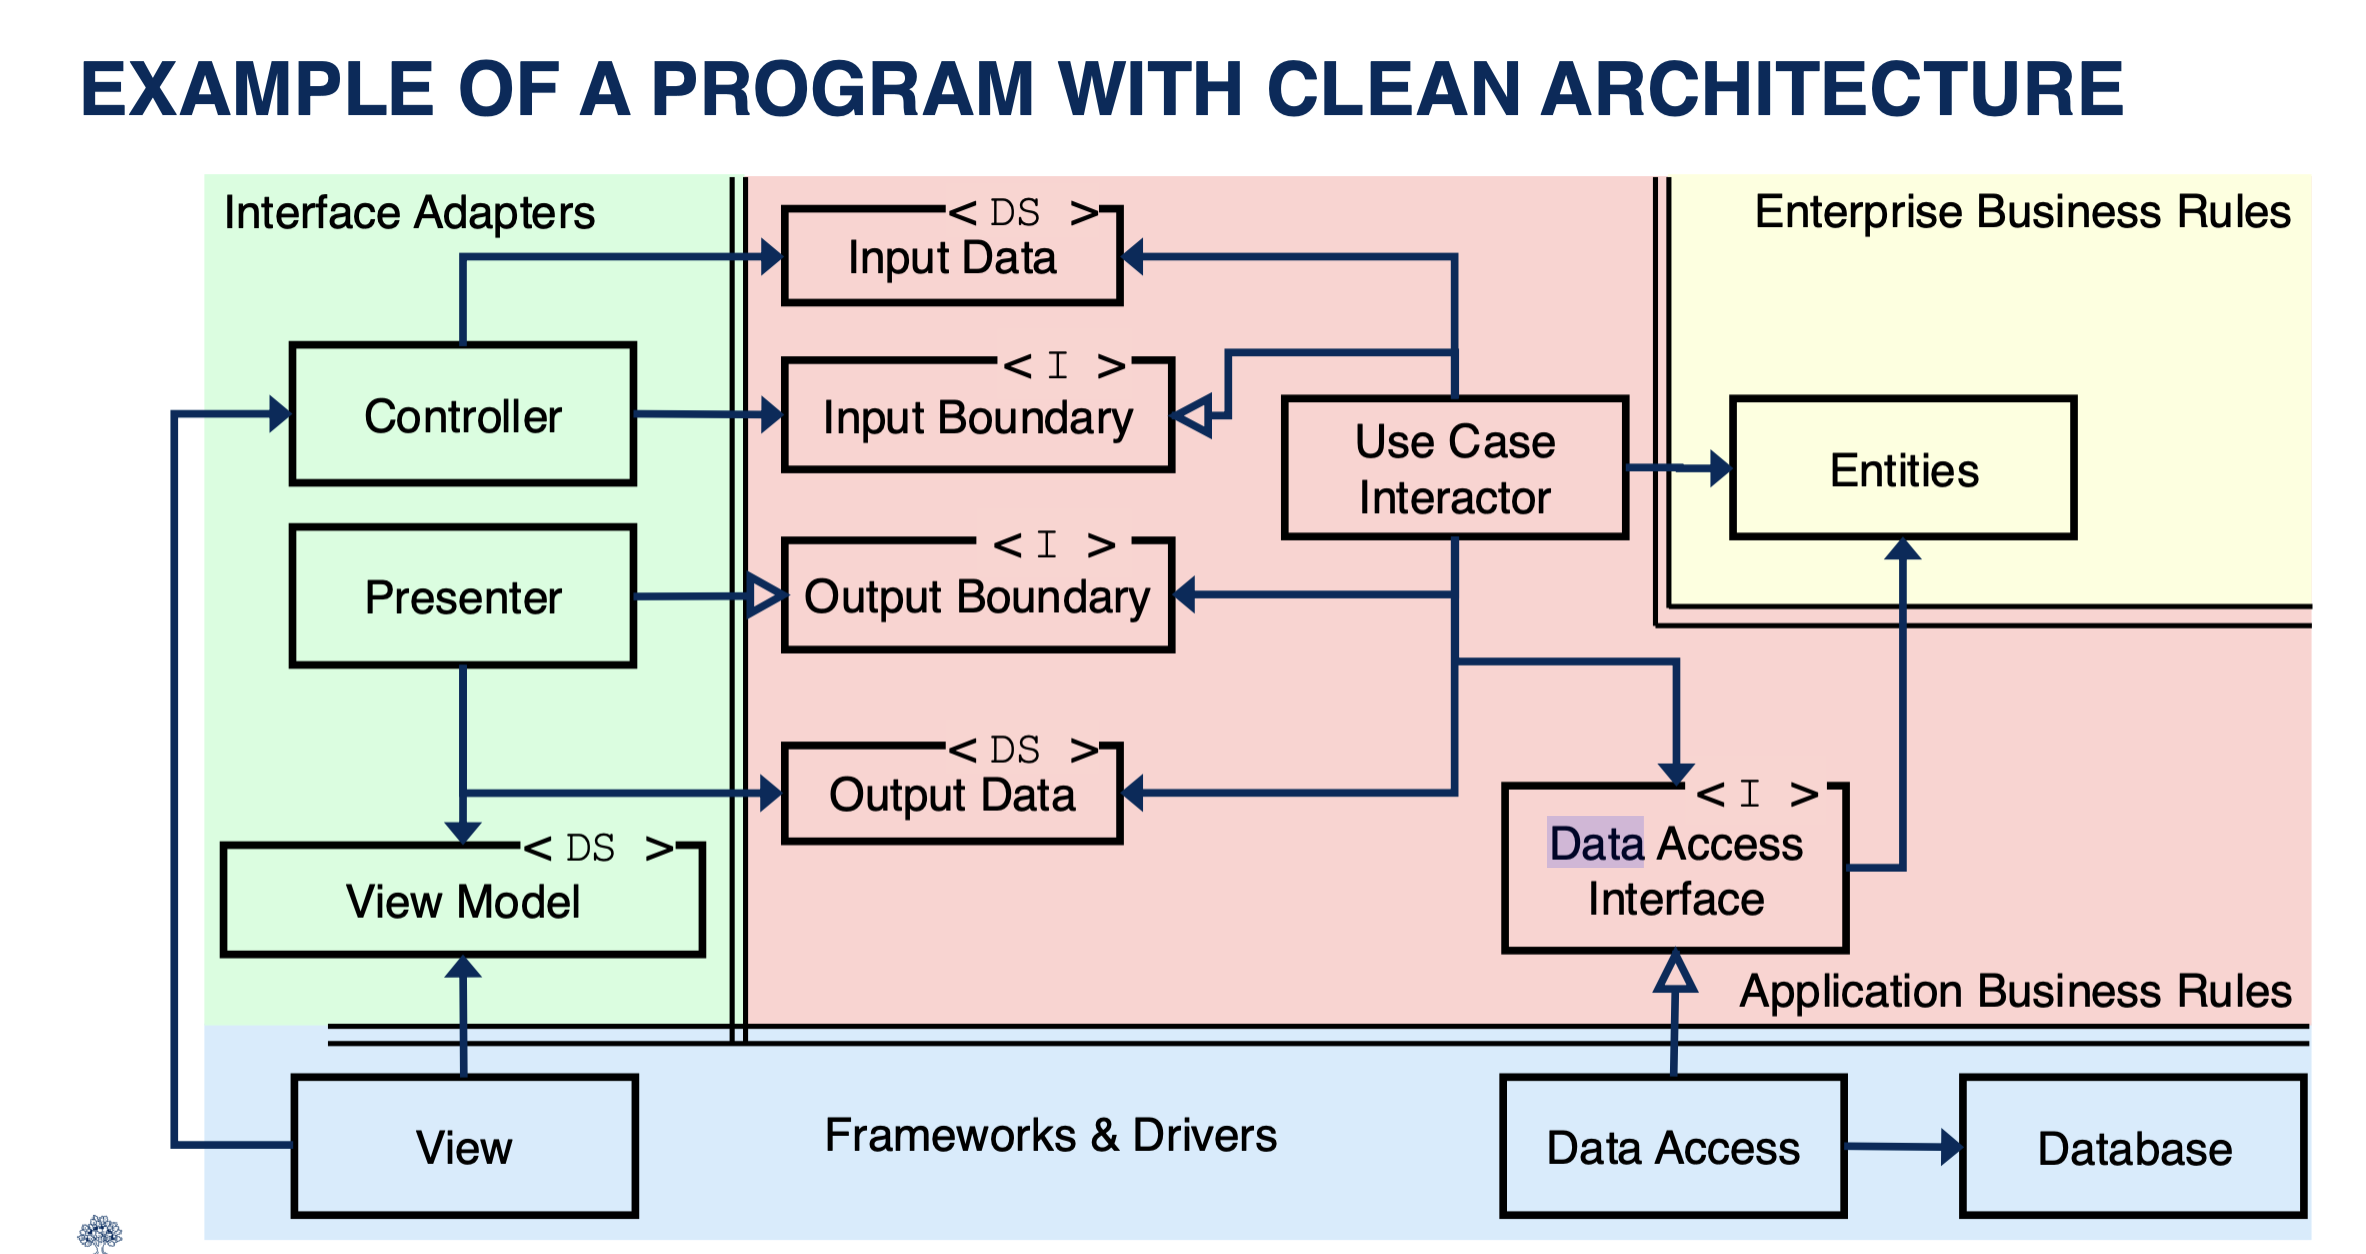 EXAMPLE OF A PROGRAM WITH CLEAN ARCHITECTURE
Interface Adapters
Enterprise Business Rules
< DS >
Input Data
< I >
Controller
Input Boundary
Use Case
Interactor
Entities
< I >
Presenter
Output Boundary
< DS >
Output Data
< I >
Data Access
Interface
< DS >
View Model
Application Business Rules
View
Frameworks & Drivers
Data Access
Database